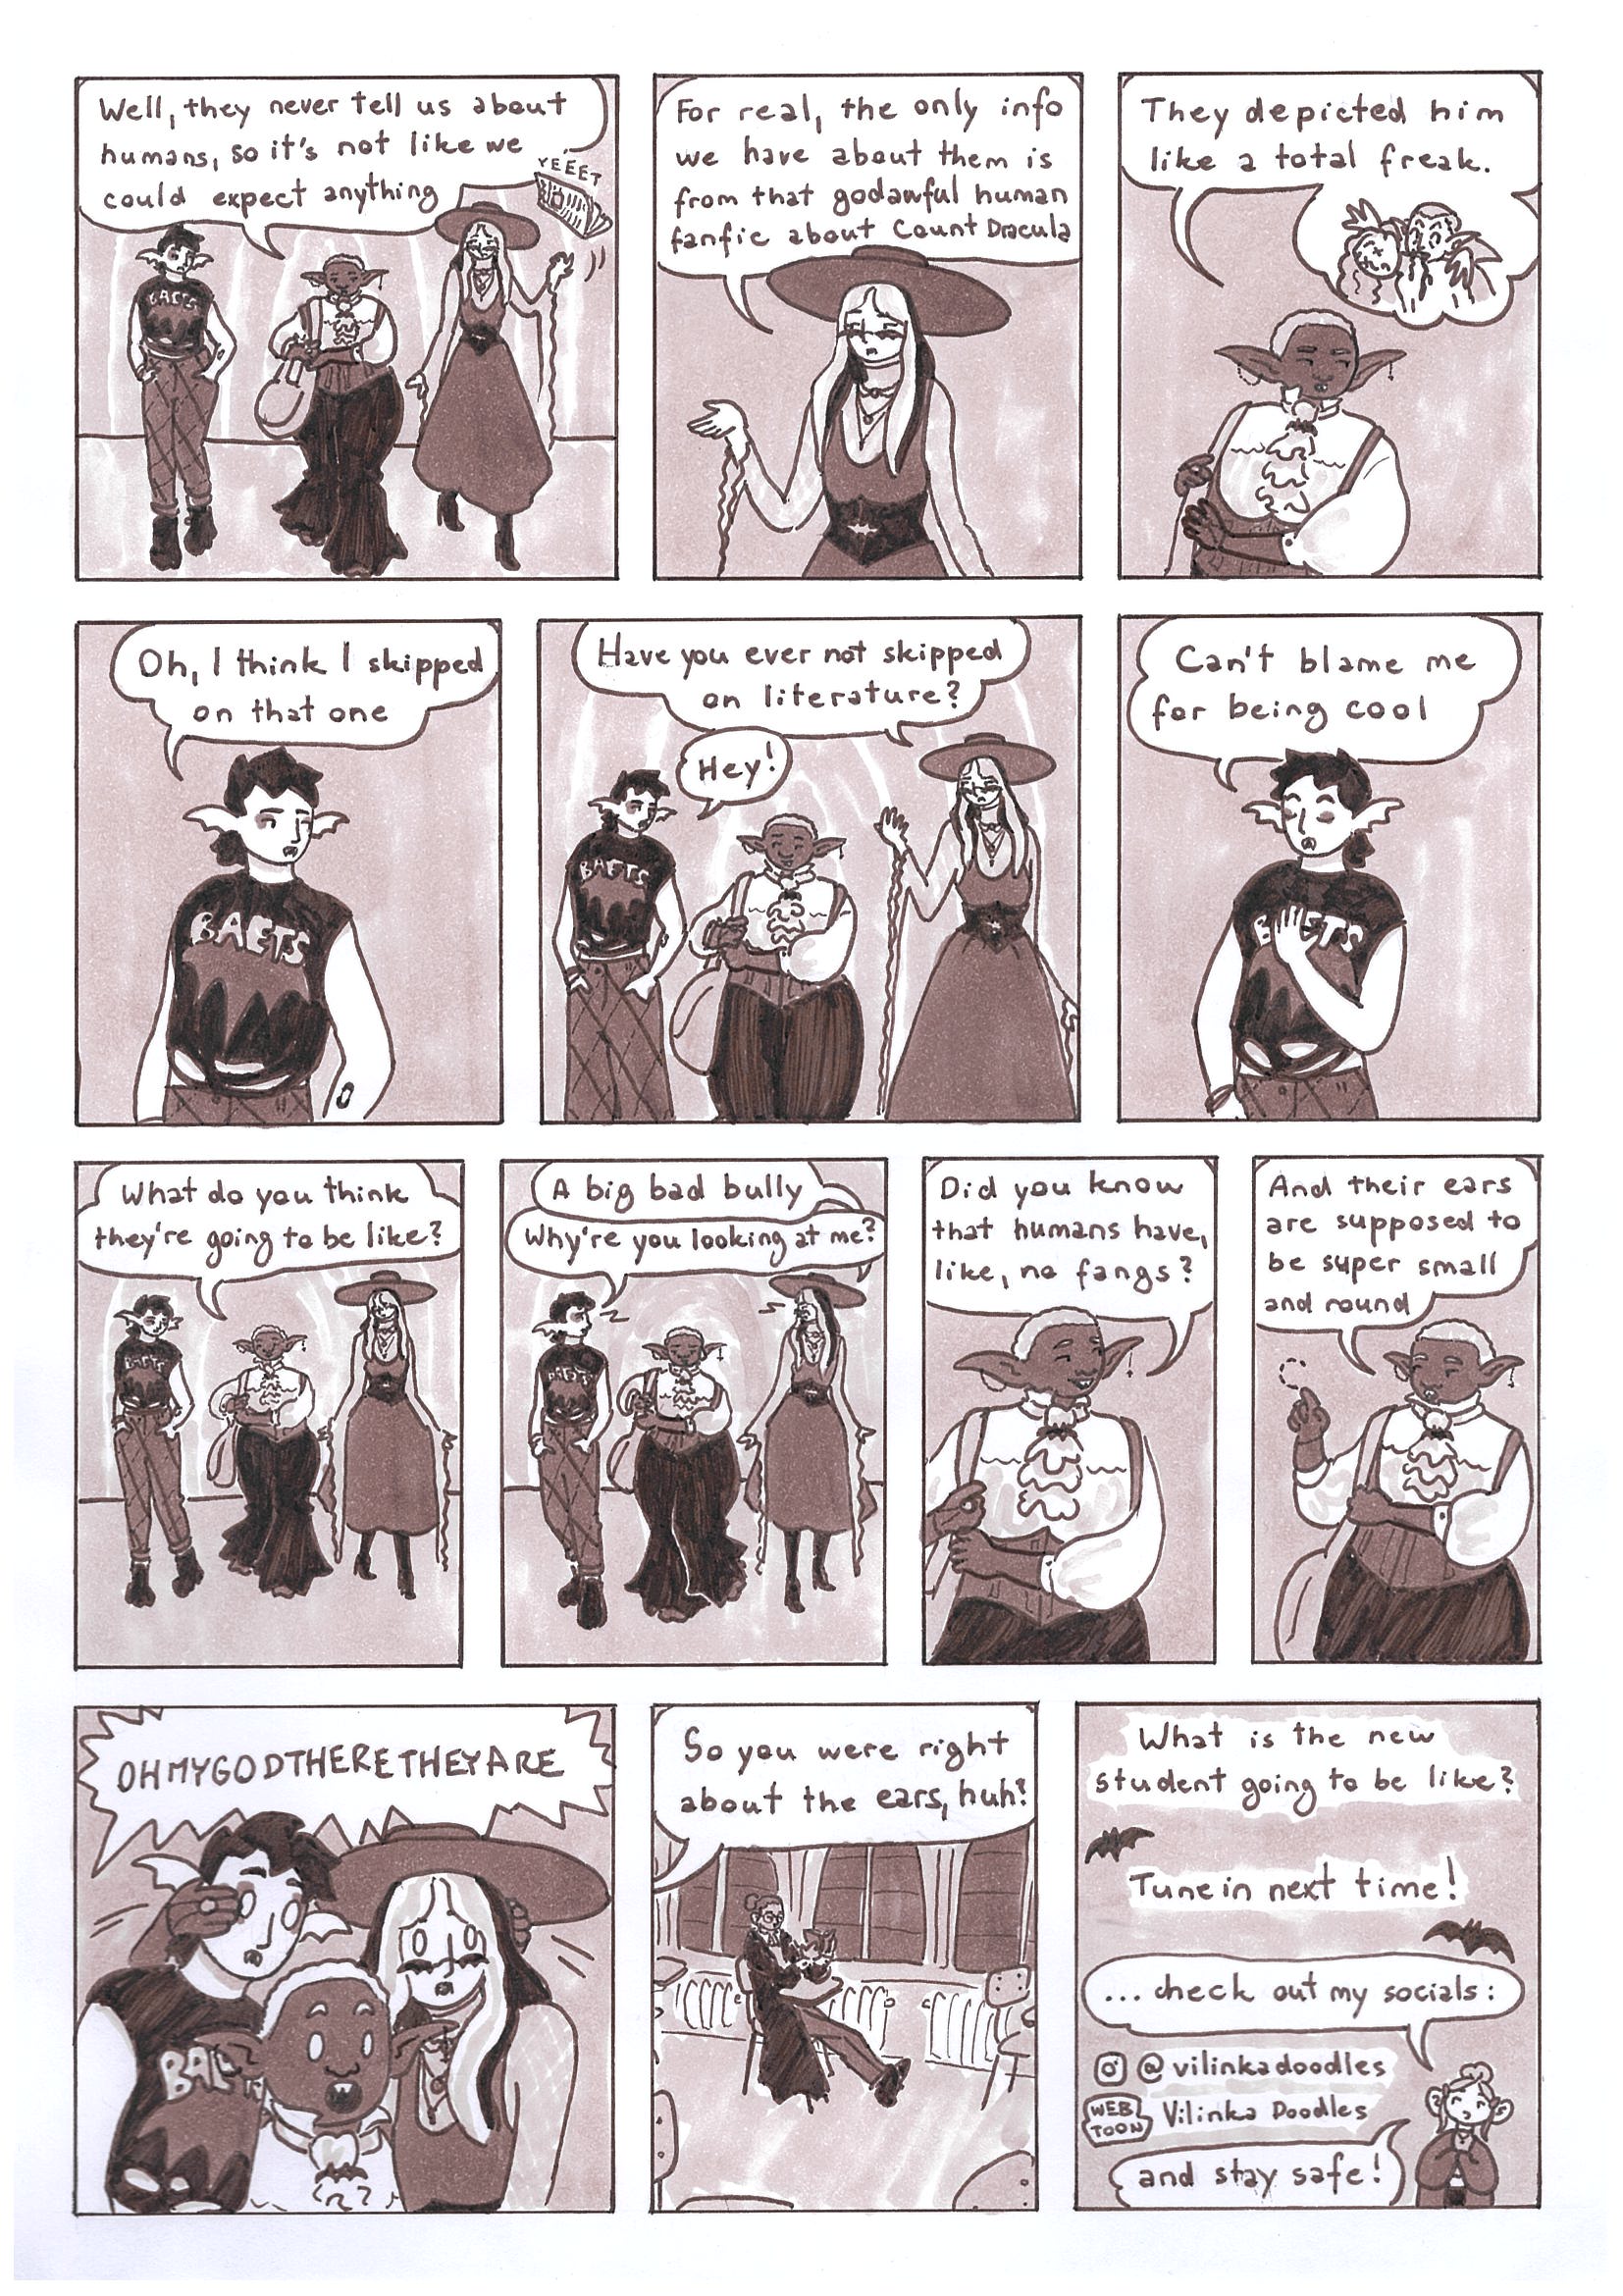 Well, they never tell us about
humans, so it's not like we
could expect anything
YEEET
BAETS
For real, the only info
we have about them is
from that godawful human
fanfic about Count Dracula
They depicted him
like a total freak.
Oh, I think I skipped
on that one
BAETS
Have you ever not skipped
on literature?
Hey!
BAETS
Can't blame me
for being cool
BAETS
What do you think
they're going to be like?
BAETS
A big bad bully
Why're you looking at me?
BAETS
Did you know
that humans have,
like, no fangs?
And their ears
are supposed to
be super small
and round
OHMYGODTHERETHEYARE
BAETS
So you were right
about the ears, huh?
What is the new
student going to be like?
Tune in next time!
... check out my socials:
@vilinkadoodles
WEB
TOON
Vilinka Doodles
and stay safe!